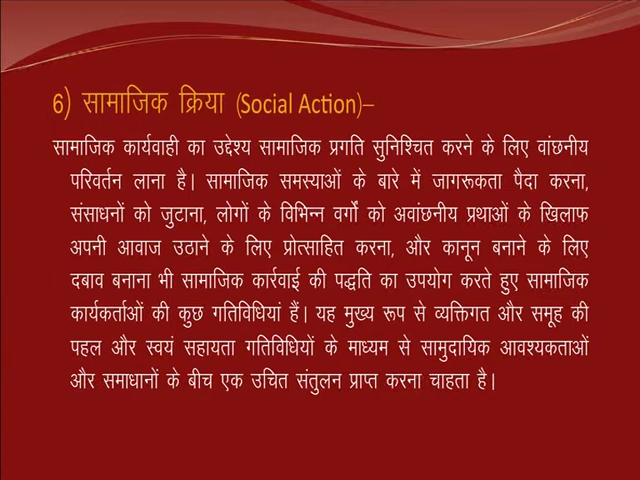 6) सामाजिक क्रिया (Social Action)–
सामाजिक कार्यवाही का उद्देश्य सामाजिक प्रगति सुनिश्चित करने के लिए वांछनीय
परिवर्तन लाना है। सामाजिक समस्याओं के बारे में जागरूकता पैदा करना,
संसाधनों को जुटाना, लोगों के विभिन्न वर्गों को अवांछनीय प्रथाओं के खिलाफ
अपनी आवाज उठाने के लिए प्रोत्साहित करना, और कानून बनाने के लिए
दबाव बनाना भी सामाजिक कार्रवाई की पद्धति का उपयोग करते हुए सामाजिक
कार्यकर्ताओं की कुछ गतिविधियां हैं। यह मुख्य रूप से व्यक्तिगत और समूह की
पहल और स्वयं सहायता गतिविधियों के माध्यम से सामुदायिक आवश्यकताओं
और समाधानों के बीच एक उचित संतुलन प्राप्त करना चाहता है।